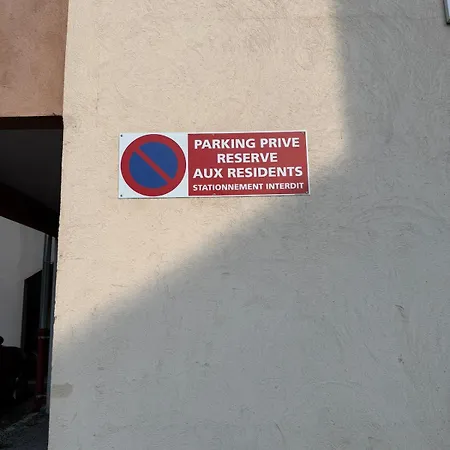 PARKING PRIVE
RESERVE
AUX RESIDENTS
STATIONNEMENT INTERDIT